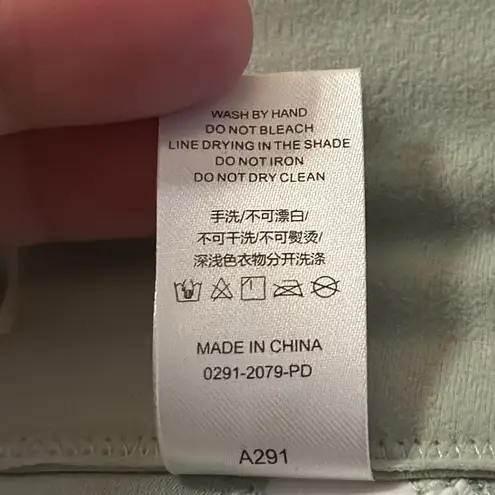 WASH BY HAND
DO NOT BLEACH
LINE DRYING IN THE SHADE
DO NOT IRON
DO NOT DRY CLEAN
手洗/不可漂白/
不可干洗/不可熨烫/
深浅色衣物分开洗涤
MADE IN CHINA
0291-2079-PD
A291